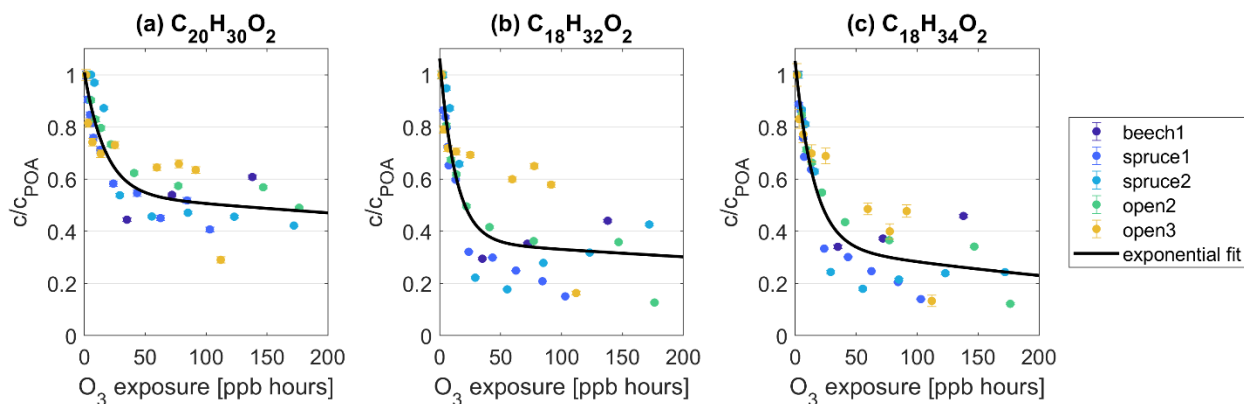 (a) C₂₀H₃₀O₂
(b) C₁₈H₃₂O₂
(c) C₁₈H₃₄O₂
c/c_POA
1
0.8
0.6
0.4
0.2
0
0 50 100 150 200
O₃ exposure [ppb hours]
c/c_POA
1
0.8
0.6
0.4
0.2
0
0 50 100 150 200
O₃ exposure [ppb hours]
c/c_POA
1
0.8
0.6
0.4
0.2
0
0 50 100 150 200
O₃ exposure [ppb hours]
beech1
spruce1
spruce2
open2
open3
exponential fit